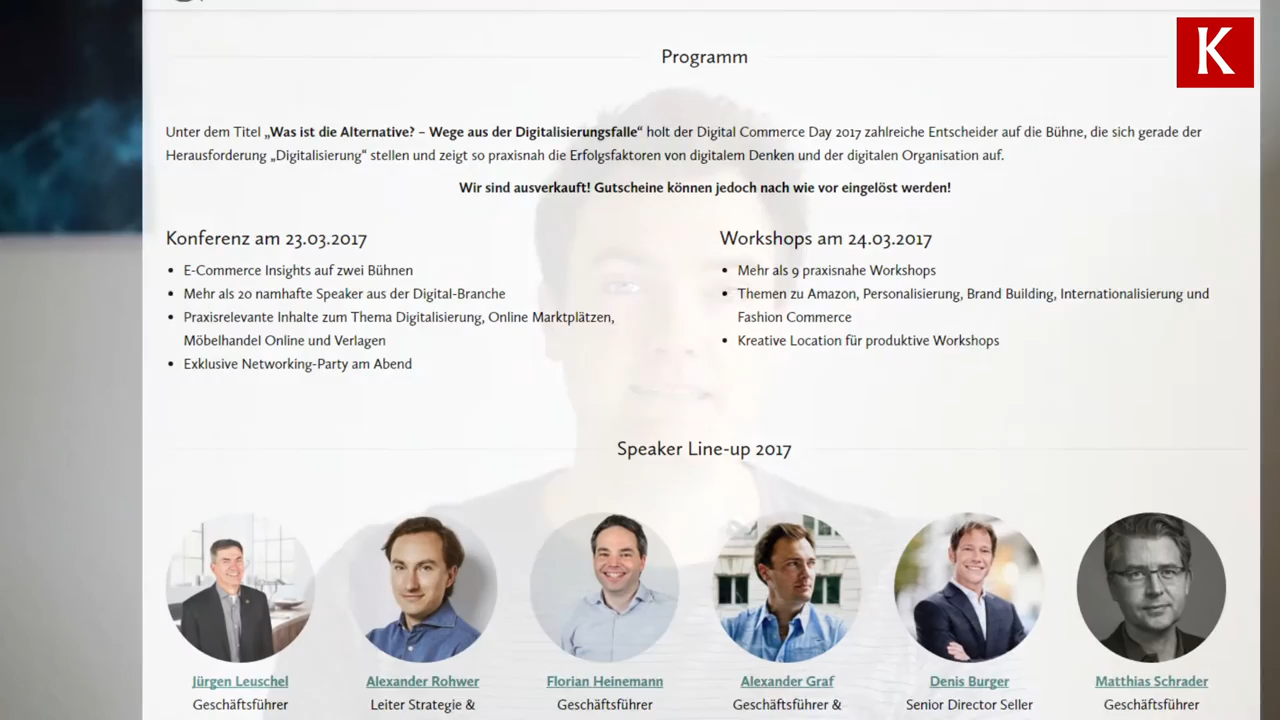 K
Programm
Unter dem Titel „Was ist die Alternative? – Wege aus der Digitalisierungsfalle“ holt der Digital Commerce Day 2017 zahlreiche Entscheider auf die Bühne, die sich gerade der
Herausforderung „Digitalisierung“ stellen und zeigt so praxisnah die Erfolgsfaktoren von digitalem Denken und der digitalen Organisation auf.
Wir sind ausverkauft! Gutscheine können jedoch nach wie vor eingelöst werden!
Konferenz am 23.03.2017
• E-Commerce Insights auf zwei Bühnen
• Mehr als 20 namhafte Speaker aus der Digital-Branche
• Praxisrelevante Inhalte zum Thema Digitalisierung, Online Marktplätzen,
Möbelhandel Online und Verlagen
• Exklusive Networking-Party am Abend
Workshops am 24.03.2017
• Mehr als 9 praxisnahe Workshops
• Themen zu Amazon, Personalisierung, Brand Building, Internationalisierung und
Fashion Commerce
• Kreative Location für produktive Workshops
Speaker Line-up 2017
Jürgen Leuschel
Geschäftsführer
Alexander Rohwer
Leiter Strategie &
Florian Heinemann
Geschäftsführer
Alexander Graf
Geschäftsführer &
Denis Burger
Senior Director Seller
Matthias Schrader
Geschäftsführer